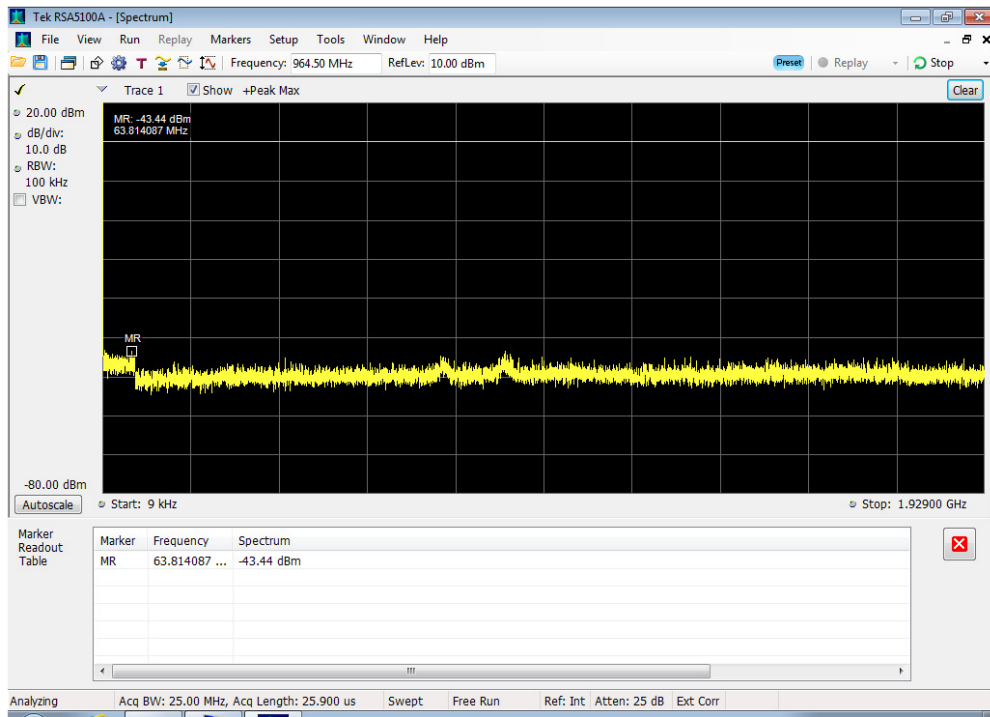 Tek RSA5100A - [Spectrum]
File View Run Replay Markers Setup Tools Window Help
T Frequency: 964.50 MHz RefLev: 10.00 dBm Preset Replay Stop
Trace 1 Show +Peak Max Clear
20.00 dBm
dB/div:
10.0 dB
RBW:
100 kHz
VBW:
MR: -43.44 dBm
63.814087 MHz
MR
-80.00 dBm
Autoscale Start: 9 kHz Stop: 1.92900 GHz
Marker
Readout
Table
Marker Frequency Spectrum
MR 63.814087 ... -43.44 dBm
Analyzing Acq BW: 25.00 MHz, Acq Length: 25.900 us Swept Free Run Ref: Int Atten: 25 dB Ext Corr